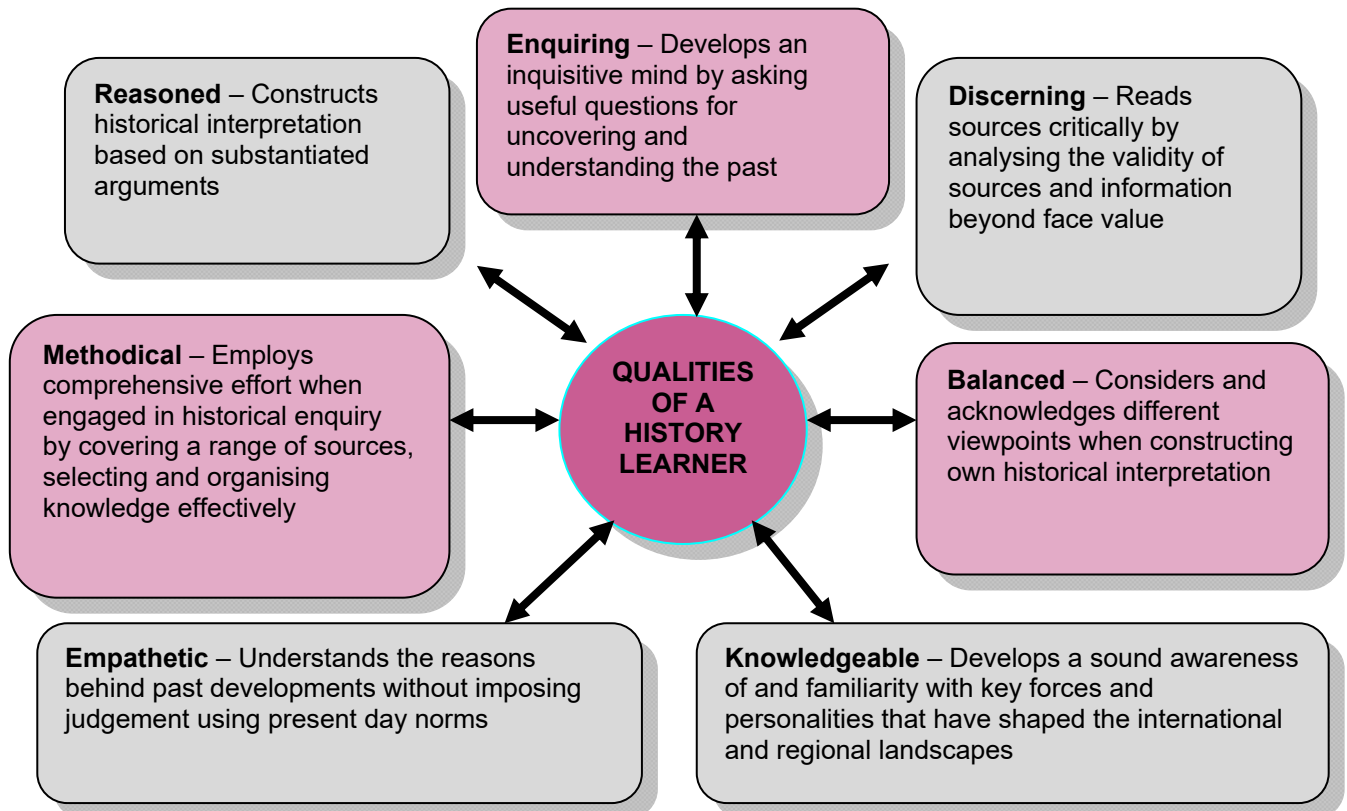 Enquiring – Develops an
inquisitive mind by asking
useful questions for
uncovering and
understanding the past
Reasoned – Constructs
historical interpretation
based on substantiated
arguments
Discerning – Reads
sources critically by
analysing the validity of
sources and information
beyond face value
Methodical – Employs
comprehensive effort when
engaged in historical enquiry
by covering a range of sources,
selecting and organising
knowledge effectively
QUALITIES
OF A
HISTORY
LEARNER
Balanced – Considers and
acknowledges different
viewpoints when constructing
own historical interpretation
Empathetic – Understands the reasons
behind past developments without imposing
judgement using present day norms
Knowledgeable – Develops a sound awareness
of and familiarity with key forces and
personalities that have shaped the international
and regional landscapes